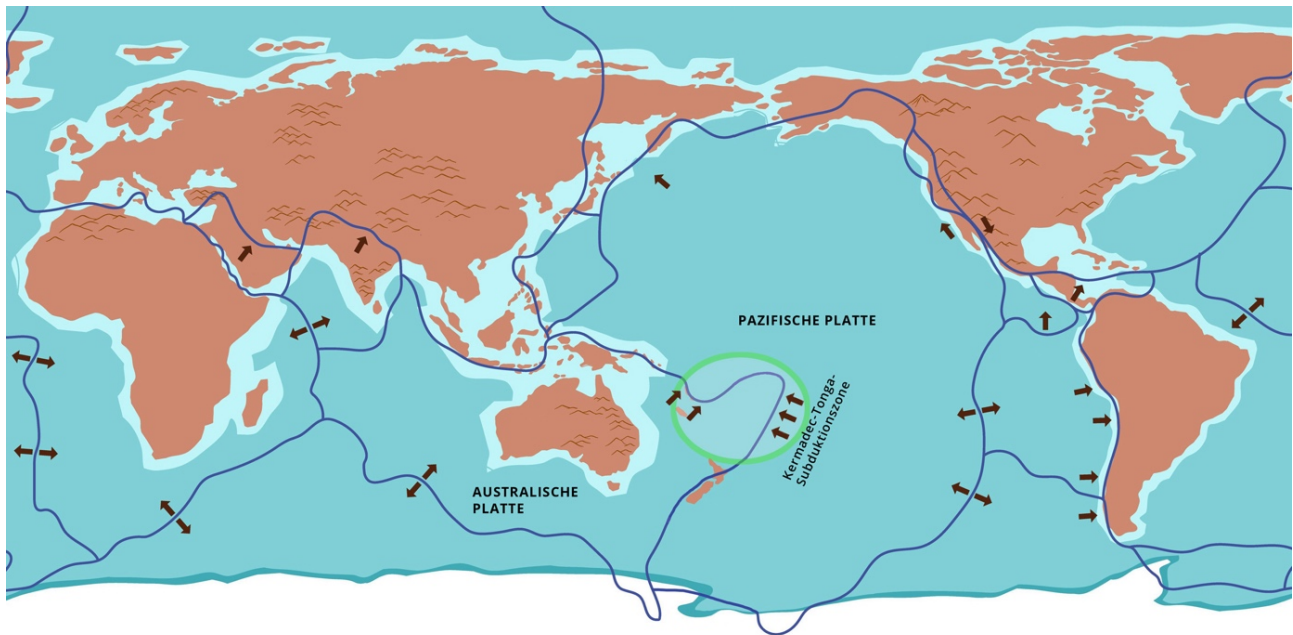 PAZIFISCHE PLATTE
Kermadec-Tonga-
Subduktionszone
AUSTRALISCHE
PLATTE